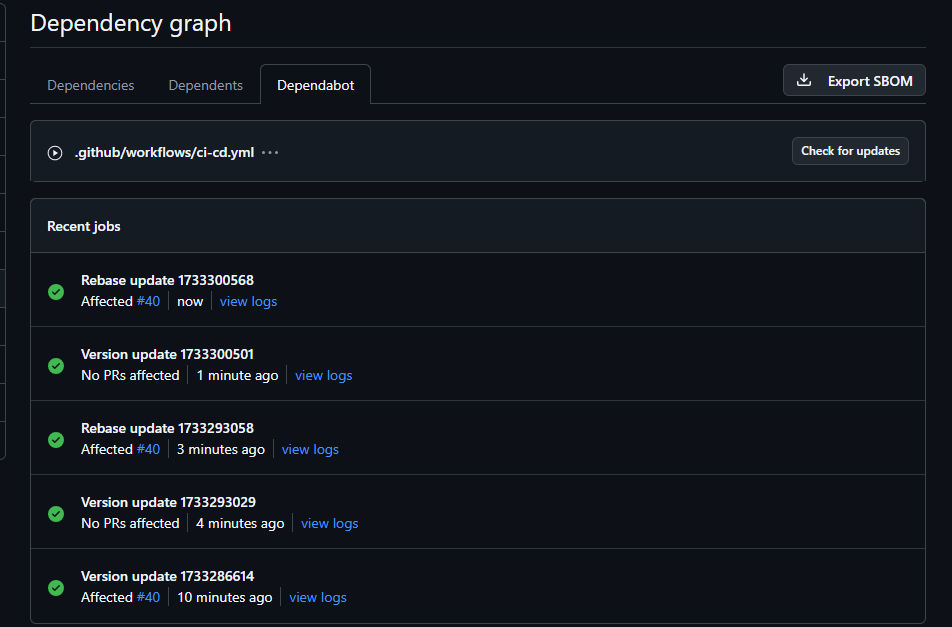 Dependency graph
Dependencies Dependents Dependabot Export SBOM
.github/workflows/ci-cd.yml ··· Check for updates
Recent jobs
Rebase update 1733300568
Affected #40 now view logs
Version update 1733300501
No PRs affected 1 minute ago view logs
Rebase update 1733293058
Affected #40 3 minutes ago view logs
Version update 1733293029
No PRs affected 4 minutes ago view logs
Version update 1733286614
Affected #40 10 minutes ago view logs